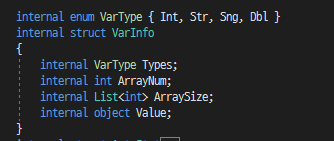 internal enum VarType { Int, Str, Sng, Dbl }
internal struct VarInfo
{
internal VarType Types;
internal int ArrayNum;
internal List<int> ArraySize;
internal object Value;
}